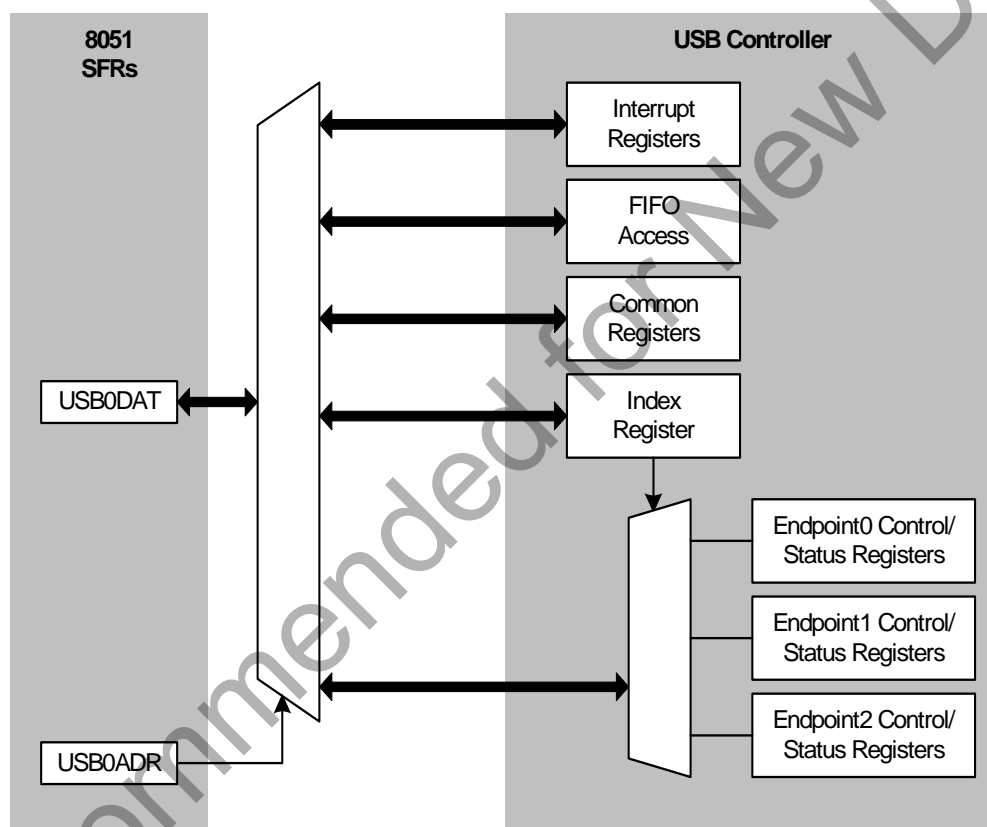 8051
SFRs
USB Controller
Interrupt
Registers
FIFO
Access
Common
Registers
USB0DAT
Index
Register
Endpoint0 Control/
Status Registers
Endpoint1 Control/
Status Registers
Endpoint2 Control/
Status Registers
USB0ADR
ommended for New D